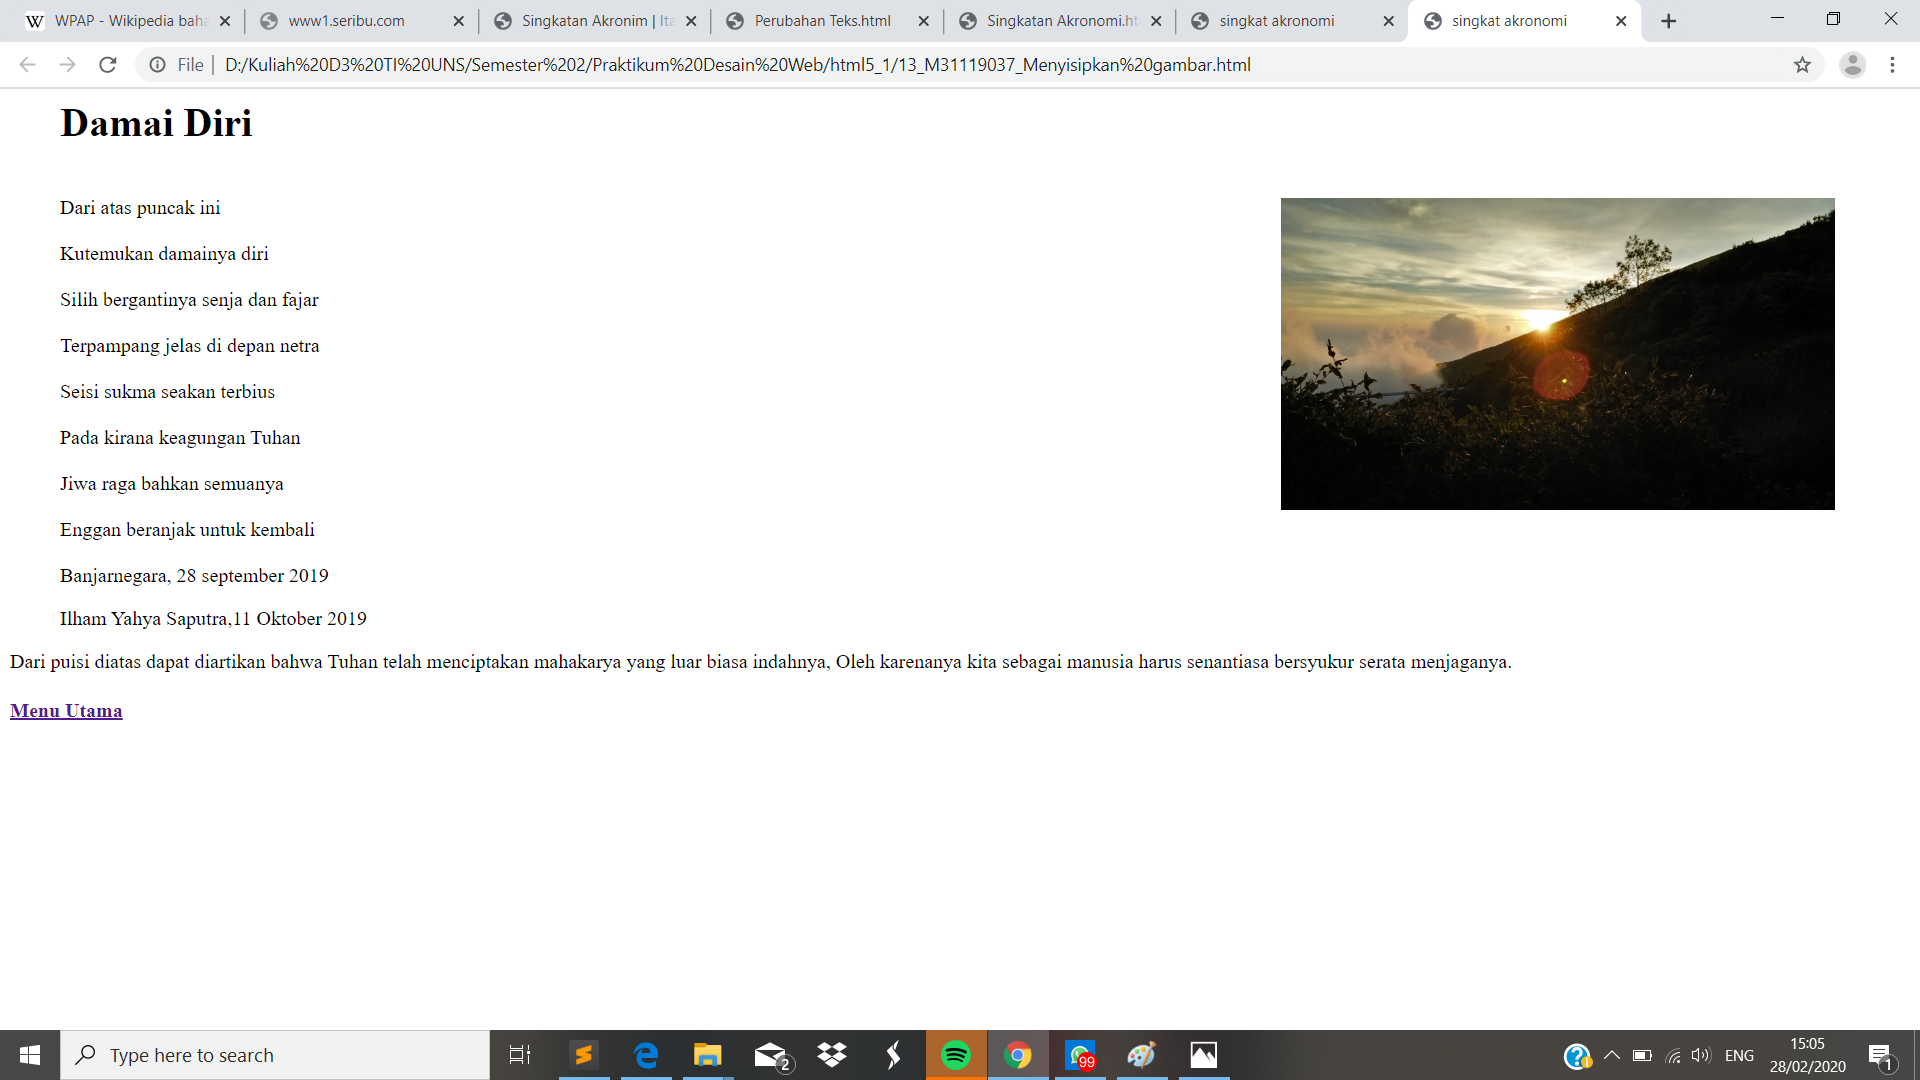 WPAP - Wikipedia baha
www1.seribu.com
Singkatan Akronim | Ita
Perubahan Teks.html
Singkatan Akronomi.ht
singkat akronomi
singkat akronomi
File | D:/Kuliah%20D3%20TI%20UNS/Semester%202/Praktikum%20Desain%20Web/html5_1/13_M31119037_Menyisipkan%20gambar.html
Damai Diri
Dari atas puncak ini
Kutemukan damainya diri
Silih bergantinya senja dan fajar
Terpampang jelas di depan netra
Seisi sukma seakan terbius
Pada kirana keagungan Tuhan
Jiwa raga bahkan semuanya
Enggan beranjak untuk kembali
Banjarnegara, 28 september 2019
Ilham Yahya Saputra,11 Oktober 2019
Dari puisi diatas dapat diartikan bahwa Tuhan telah menciptakan mahakarya yang luar biasa indahnya, Oleh karenanya kita sebagai manusia harus senantiasa bersyukur serata menjaganya.
Menu Utama
Type here to search
2
99
ENG
15:05
28/02/2020
1